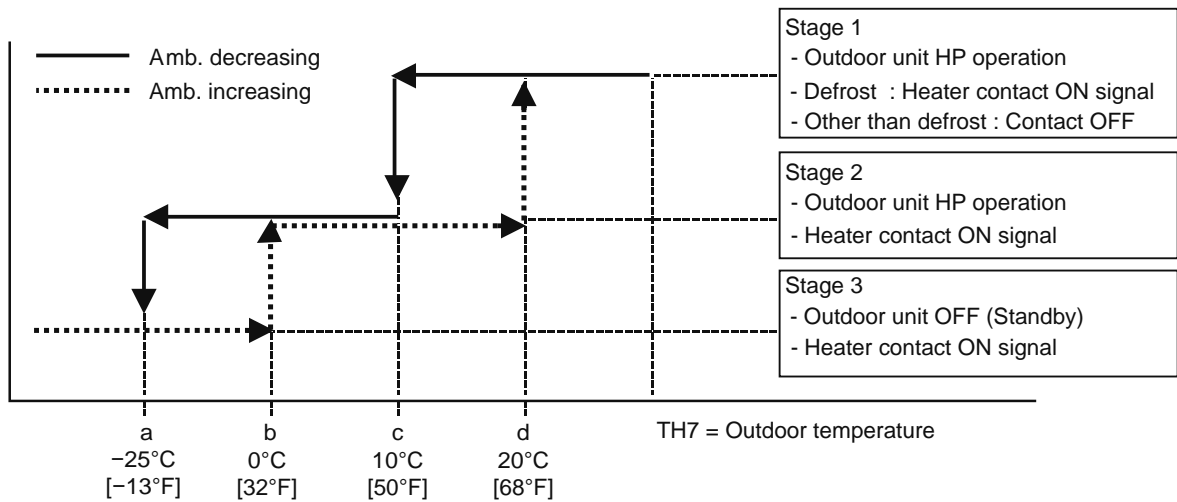 Amb. decreasing
Amb. increasing
Stage 1
- Outdoor unit HP operation
- Defrost : Heater contact ON signal
- Other than defrost : Contact OFF
Stage 2
- Outdoor unit HP operation
- Heater contact ON signal
Stage 3
- Outdoor unit OFF (Standby)
- Heater contact ON signal
a b c d TH7 = Outdoor temperature
−25°C 0°C 10°C 20°C
[−13°F] [32°F] [50°F] [68°F]